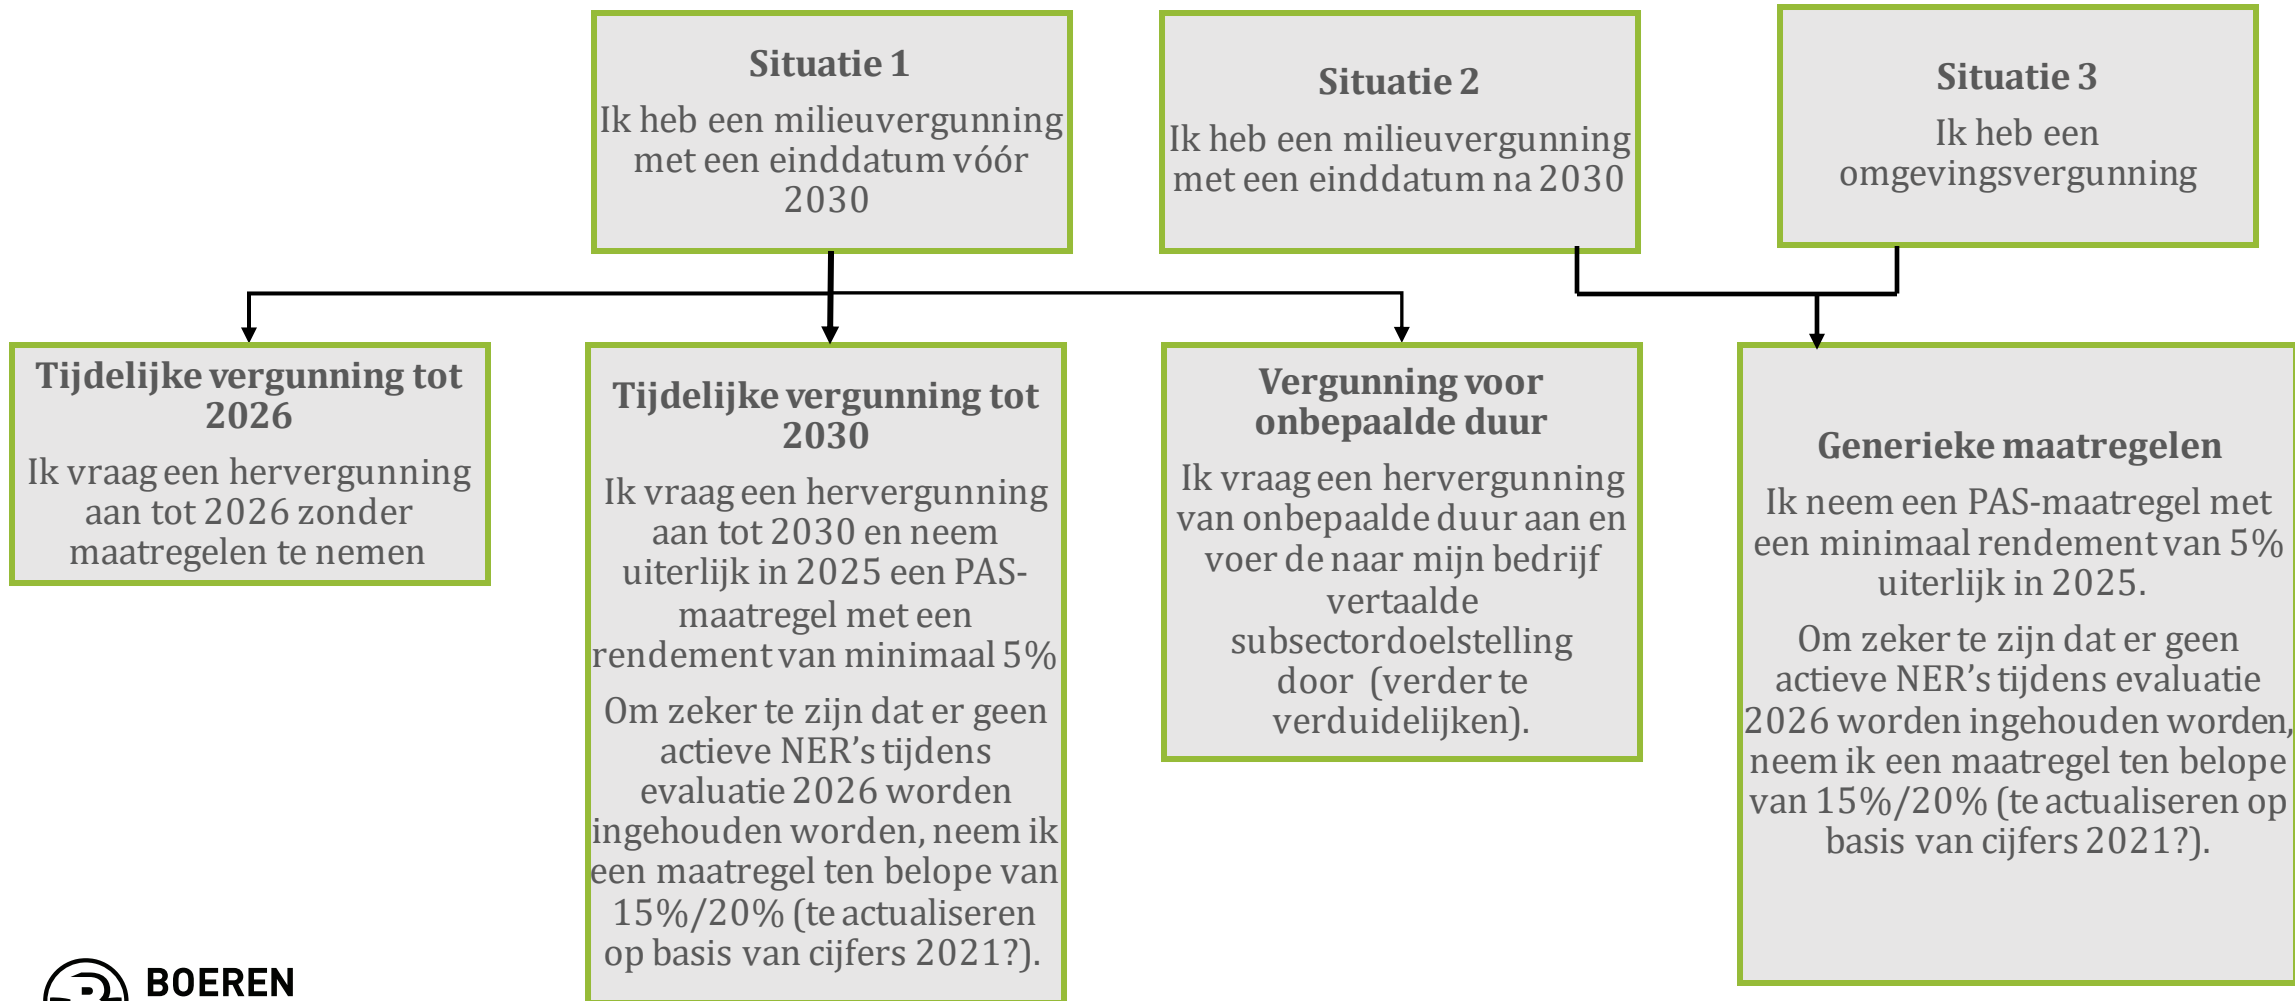 Situatie 1
Ik heb een milieuvergunning
met een einddatum vóór
2030
Situatie 2
Ik heb een milieuvergunning
met een einddatum na 2030
Situatie 3
Ik heb een
omgevingsvergunning
Tijdelijke vergunning tot
2026
Ik vraag een hervergunning
aan tot 2026 zonder
maatregelen te nemen
Tijdelijke vergunning tot
2030
Ik vraag een hervergunning
aan tot 2030 en neem
uiterlijk in 2025 een PAS-
maatregel met een
rendement van minimaal 5%
Om zeker te zijn dat er geen
actieve NER’s tijdens
evaluatie 2026 worden
ingehouden worden, neem ik
een maatregel ten belope van
15%/20% (te actualiseren
op basis van cijfers 2021?).
Vergunning voor
onbepaalde duur
Ik vraag een hervergunning
van onbepaalde duur aan en
voer de naar mijn bedrijf
vertaalde
subsectordoelstelling
door (verder te
verduidelijken).
Generieke maatregelen
Ik neem een PAS-maatregel met
een minimaal rendement van 5%
uiterlijk in 2025.
Om zeker te zijn dat er geen
actieve NER’s tijdens evaluatie
2026 worden ingehouden worden,
neem ik een maatregel ten belope
van 15%/20% (te actualiseren op
basis van cijfers 2021?).
BOEREN